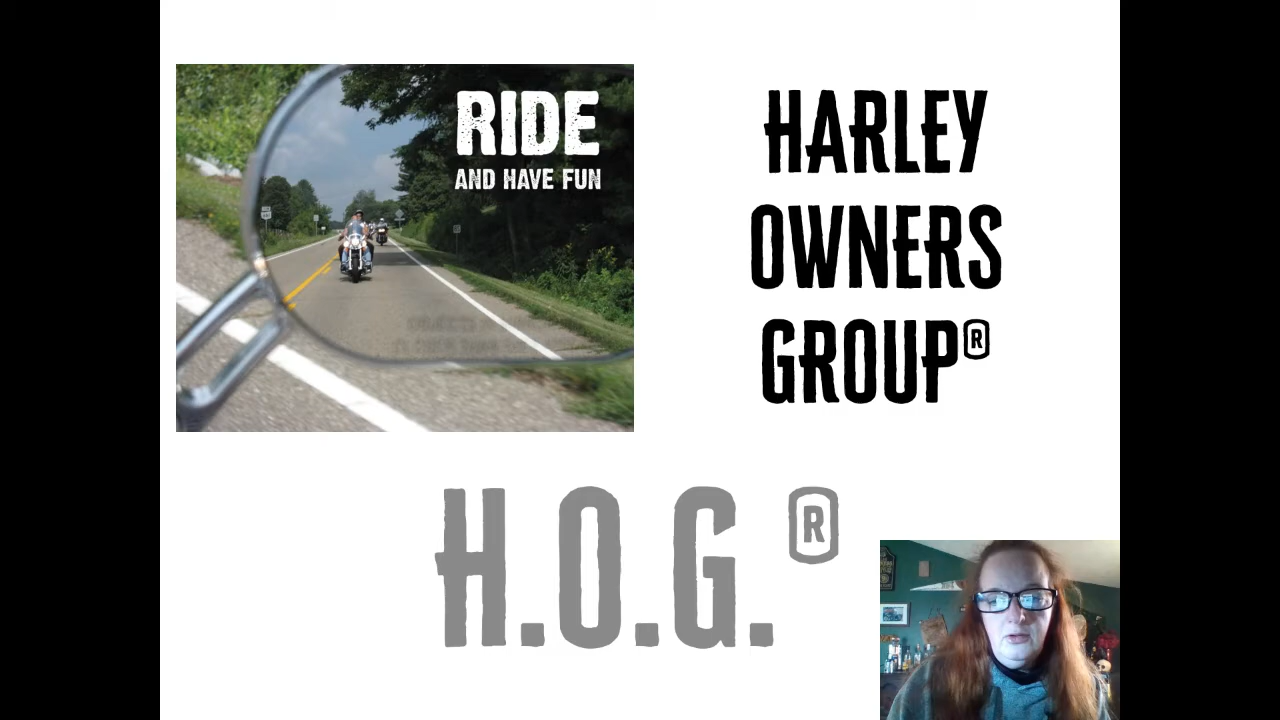 RIDE
AND HAVE FUN
HARLEY
OWNERS
GROUP®
H.O.G.®